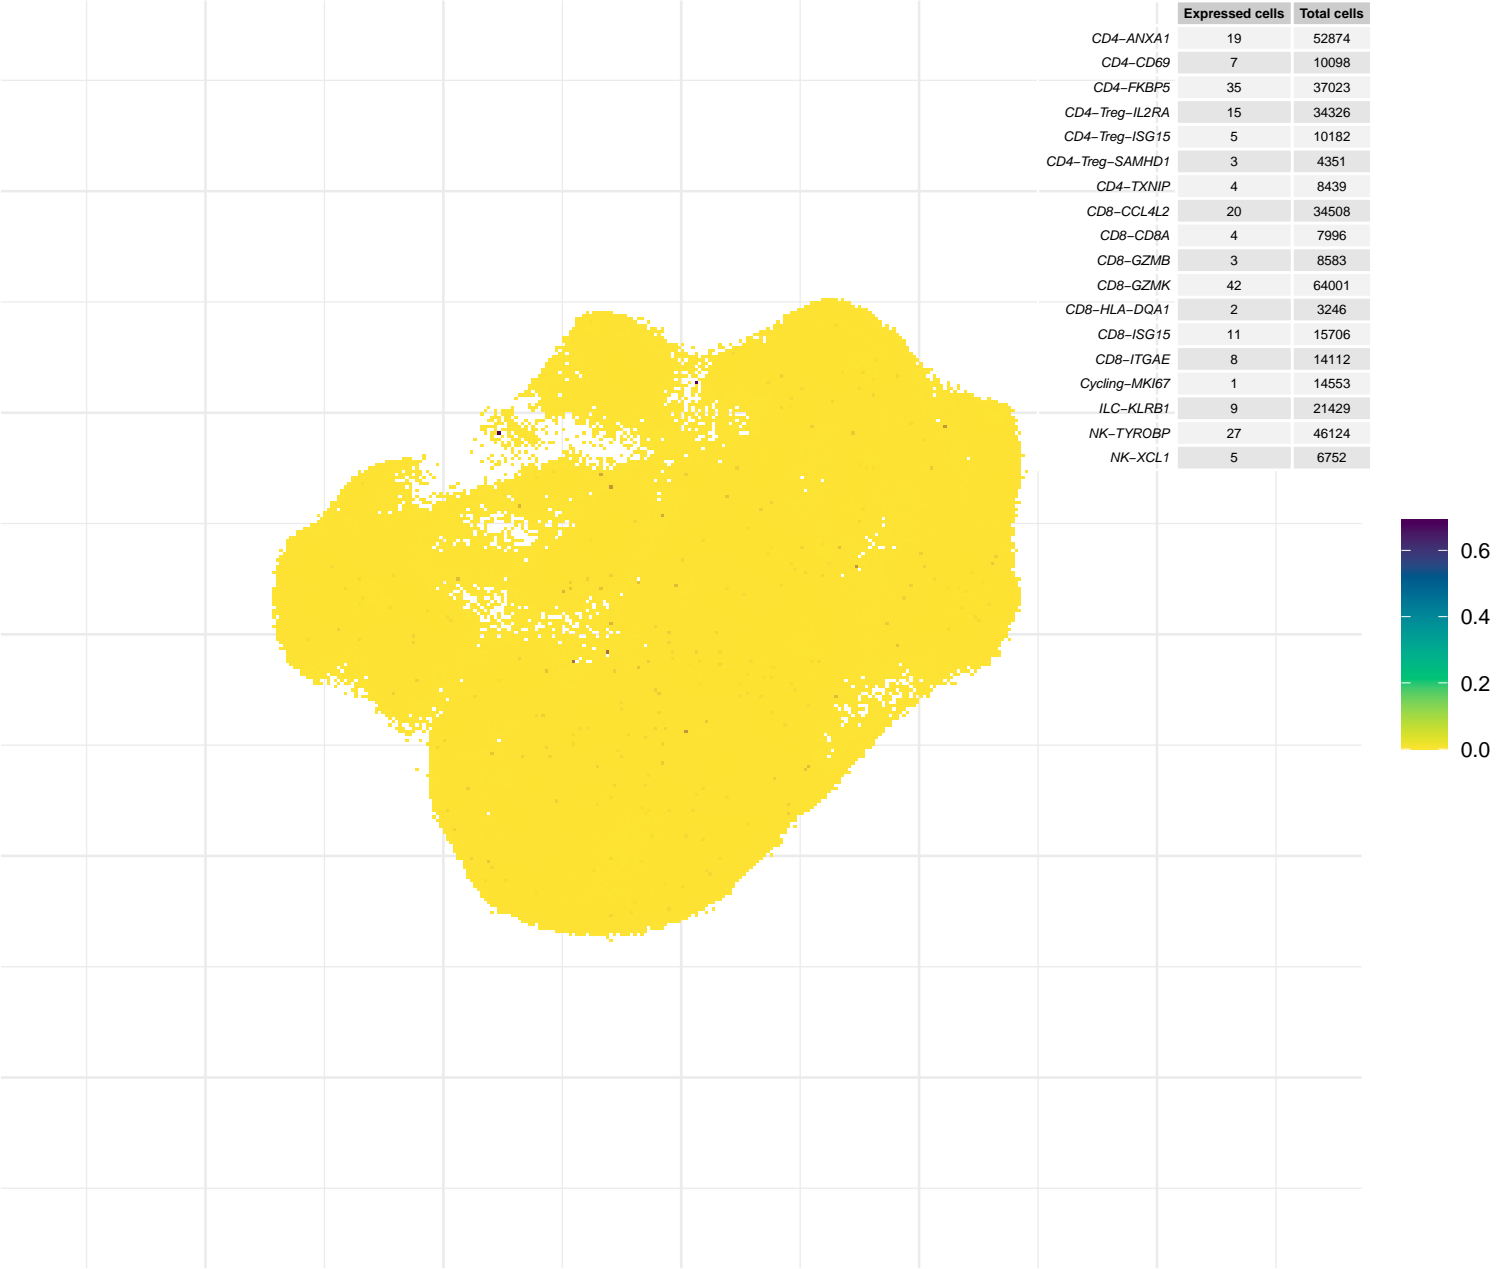 Expressed cells Total cells
CD4−ANXA1 19 52874
CD4−CD69 7 10098
CD4−FKBP5 35 37023
CD4−Treg−IL2RA 15 34326
CD4−Treg−ISG15 5 10182
CD4−Treg−SAMHD1 3 4351
CD4−TXNIP 4 8439
CD8−CCL4L2 20 34508
CD8−CD8A 4 7996
CD8−GZMB 3 8583
CD8−GZMK 42 64001
CD8−HLA−DQA1 2 3246
CD8−ISG15 11 15706
CD8−ITGAE 8 14112
Cycling−MKI67 1 14553
ILC−KLRB1 9 21429
NK−TYROBP 27 46124
NK−XCL1 5 6752
0.6
0.4
0.2
0.0